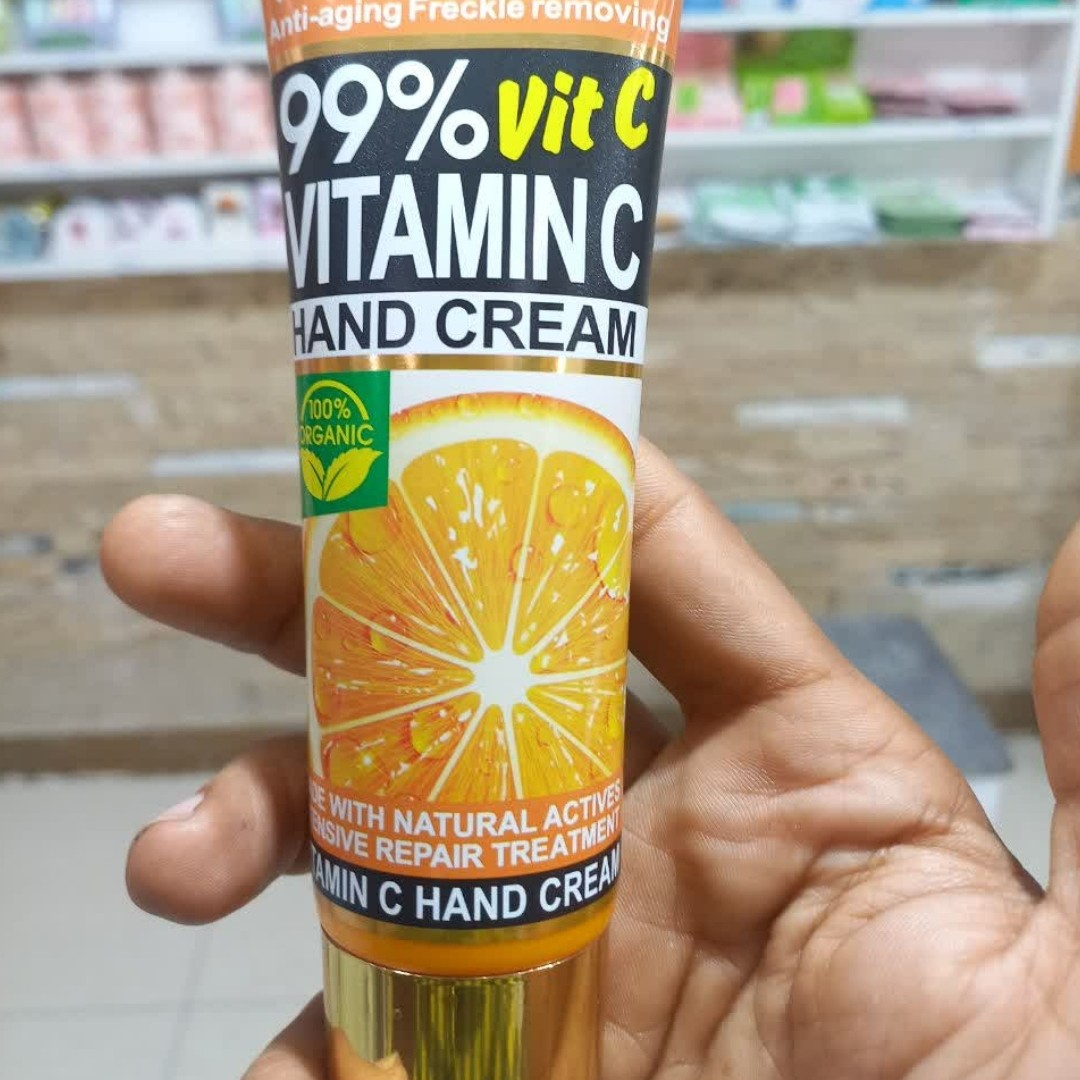 Anti-aging Freckle removing
99% Vit C
VITAMIN C
HAND CREAM
100%
ORGANIC
WITH NATURAL ACTIVES
REPAIR TREATMENT
C HAND CREAM